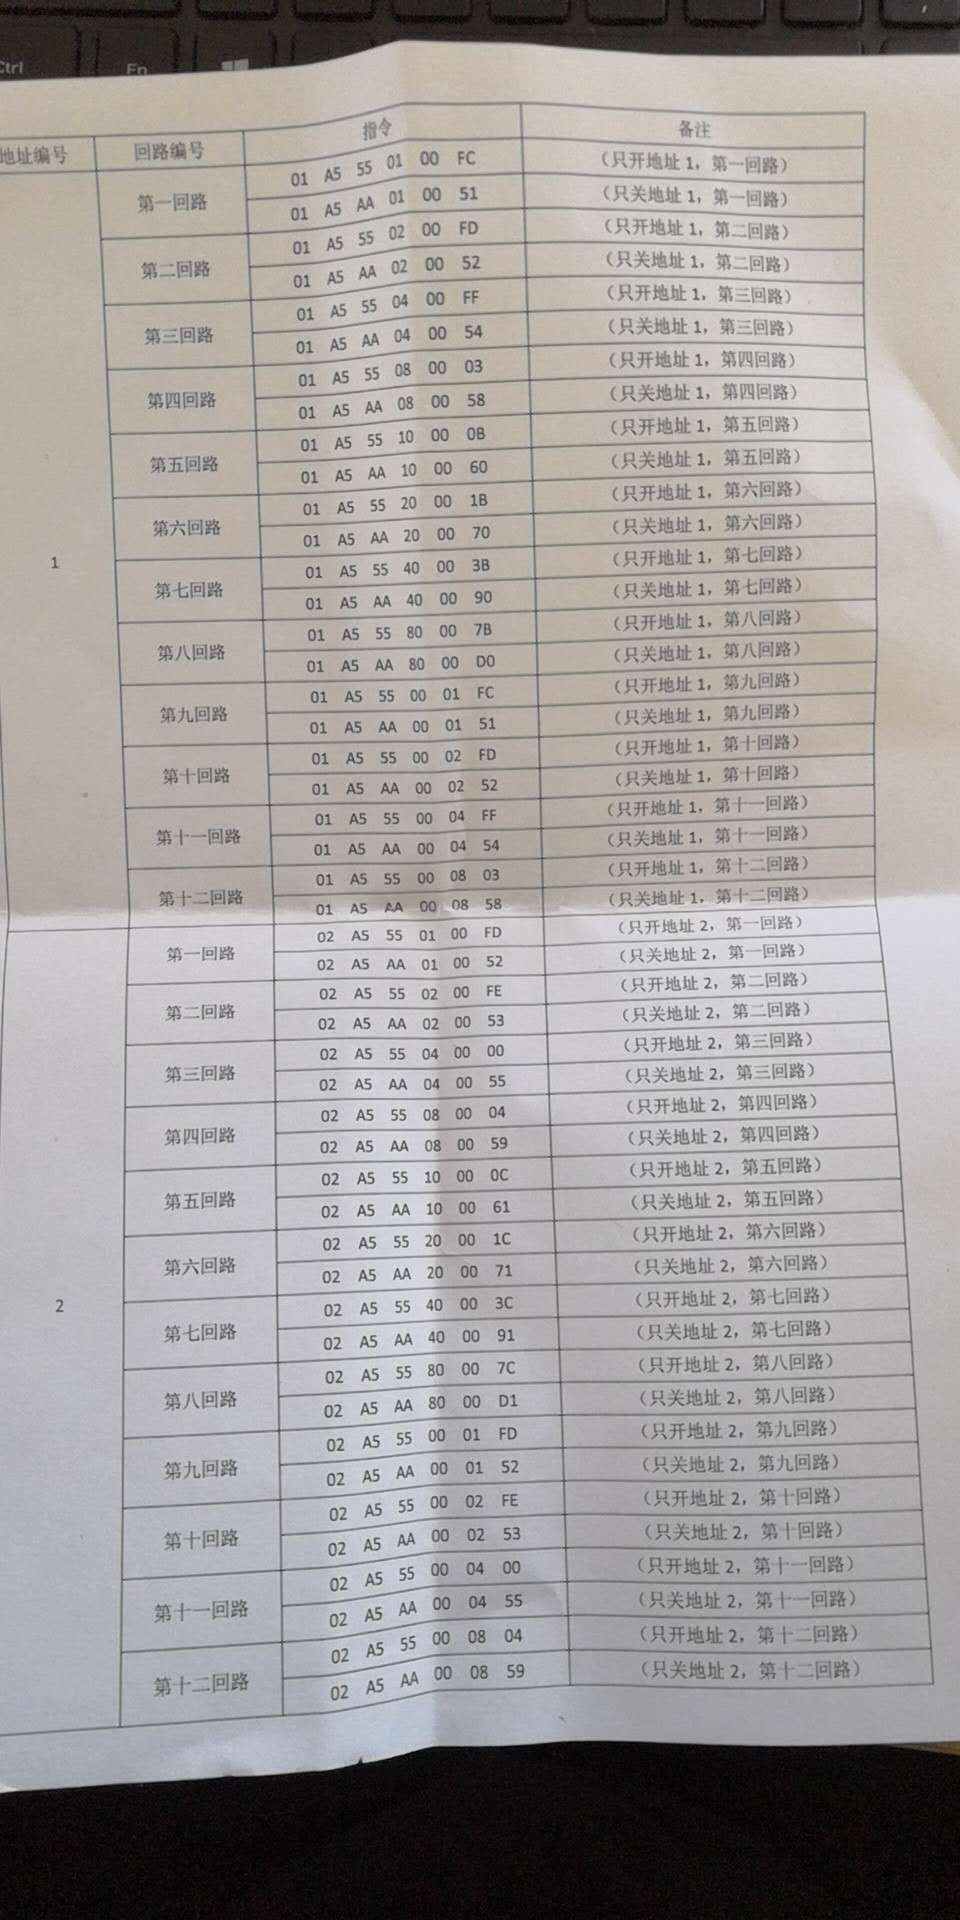 Ctrl
Fn
地址编号 回路编号 指令 备注
1
第一回路 01 A5 55 01 00 FC （只开地址1，第一回路）
01 A5 AA 01 00 51 （只关地址1，第一回路）
第二回路 01 A5 55 02 00 FD （只开地址1，第二回路）
01 A5 AA 02 00 52 （只关地址1，第二回路）
第三回路 01 A5 55 04 00 FF （只开地址1，第三回路）
01 A5 AA 04 00 54 （只关地址1，第三回路）
第四回路 01 A5 55 08 00 03 （只开地址1，第四回路）
01 A5 AA 08 00 58 （只关地址1，第四回路）
第五回路 01 A5 55 10 00 0B （只开地址1，第五回路）
01 A5 AA 10 00 60 （只关地址1，第五回路）
第六回路 01 A5 55 20 00 1B （只开地址1，第六回路）
01 A5 AA 20 00 70 （只关地址1，第六回路）
第七回路 01 A5 55 40 00 3B （只开地址1，第七回路）
01 A5 AA 40 00 90 （只关地址1，第七回路）
第八回路 01 A5 55 80 00 7B （只开地址1，第八回路）
01 A5 AA 80 00 D0 （只关地址1，第八回路）
第九回路 01 A5 55 00 01 FC （只开地址1，第九回路）
01 A5 AA 00 01 51 （只关地址1，第九回路）
第十回路 01 A5 55 00 02 FD （只开地址1，第十回路）
01 A5 AA 00 02 52 （只关地址1，第十回路）
第十一回路 01 A5 55 00 04 FF （只开地址1，第十一回路）
01 A5 AA 00 04 54 （只关地址1，第十一回路）
第十二回路 01 A5 55 00 08 03 （只开地址1，第十二回路）
01 A5 AA 00 08 58 （只关地址1，第十二回路）
2
第一回路 02 A5 55 01 00 FD （只开地址2，第一回路）
02 A5 AA 01 00 52 （只关地址2，第一回路）
第二回路 02 A5 55 02 00 FE （只开地址2，第二回路）
02 A5 AA 02 00 53 （只关地址2，第二回路）
第三回路 02 A5 55 04 00 00 （只开地址2，第三回路）
02 A5 AA 04 00 55 （只关地址2，第三回路）
第四回路 02 A5 55 08 00 04 （只开地址2，第四回路）
02 A5 AA 08 00 59 （只关地址2，第四回路）
第五回路 02 A5 55 10 00 0C （只开地址2，第五回路）
02 A5 AA 10 00 61 （只关地址2，第五回路）
第六回路 02 A5 55 20 00 1C （只开地址2，第六回路）
02 A5 AA 20 00 71 （只关地址2，第六回路）
第七回路 02 A5 55 40 00 3C （只开地址2，第七回路）
02 A5 AA 40 00 91 （只关地址2，第七回路）
第八回路 02 A5 55 80 00 7C （只开地址2，第八回路）
02 A5 AA 80 00 D1 （只关地址2，第八回路）
第九回路 02 A5 55 00 01 FD （只开地址2，第九回路）
02 A5 AA 00 01 52 （只关地址2，第九回路）
第十回路 02 A5 55 00 02 FE （只开地址2，第十回路）
02 A5 AA 00 02 53 （只关地址2，第十回路）
第十一回路 02 A5 55 00 04 00 （只开地址2，第十一回路）
02 A5 AA 00 04 55 （只关地址2，第十一回路）
第十二回路 02 A5 55 00 08 04 （只开地址2，第十二回路）
02 A5 AA 00 08 59 （只关地址2，第十二回路）